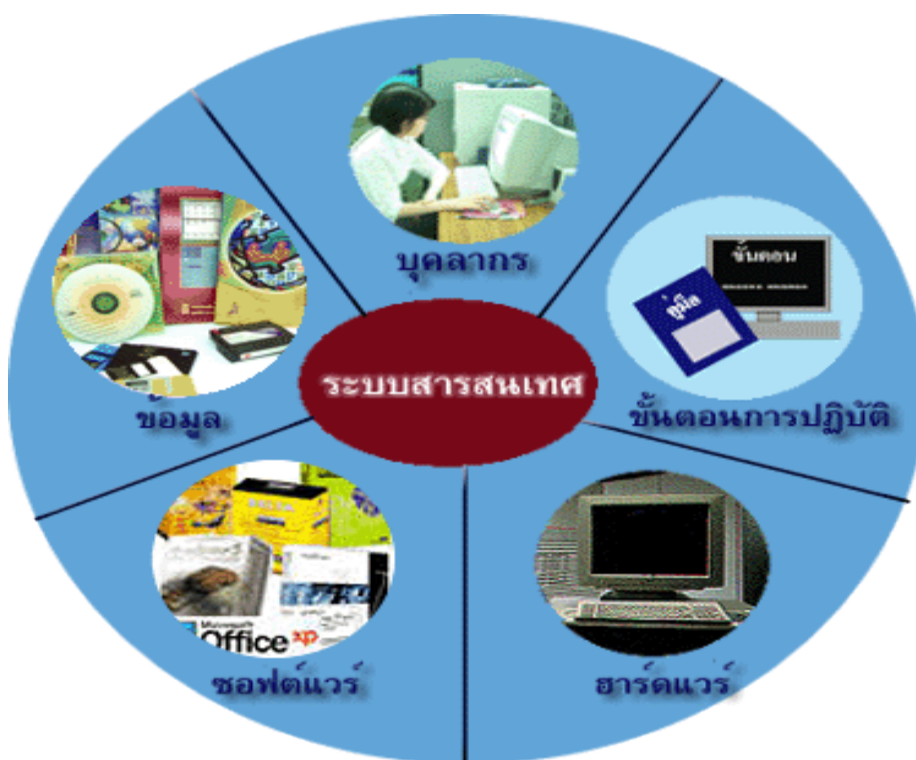 บุคลากร
ขั้นตอน
คู่มือ
ขั้นตอนการปฏิบัติ
ข้อมูล
ระบบสารสนเทศ
Microsoft
Office xp
ซอฟต์แวร์
ฮาร์ดแวร์